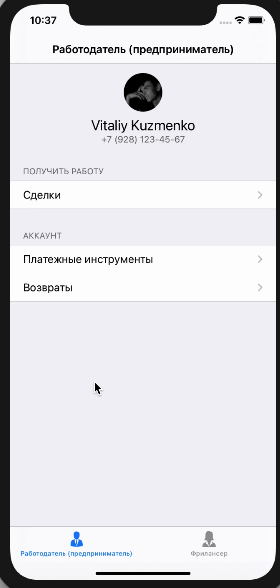 10:37
Работодатель (предприниматель)
Vitaliy Kuzmenko
+7 (928) 123-45-67
ПОЛУЧИТЬ РАБОТУ
Сделки
АККАУНТ
Платежные инструменты
Возвраты
Работодатель (предприниматель)
Фрилансер